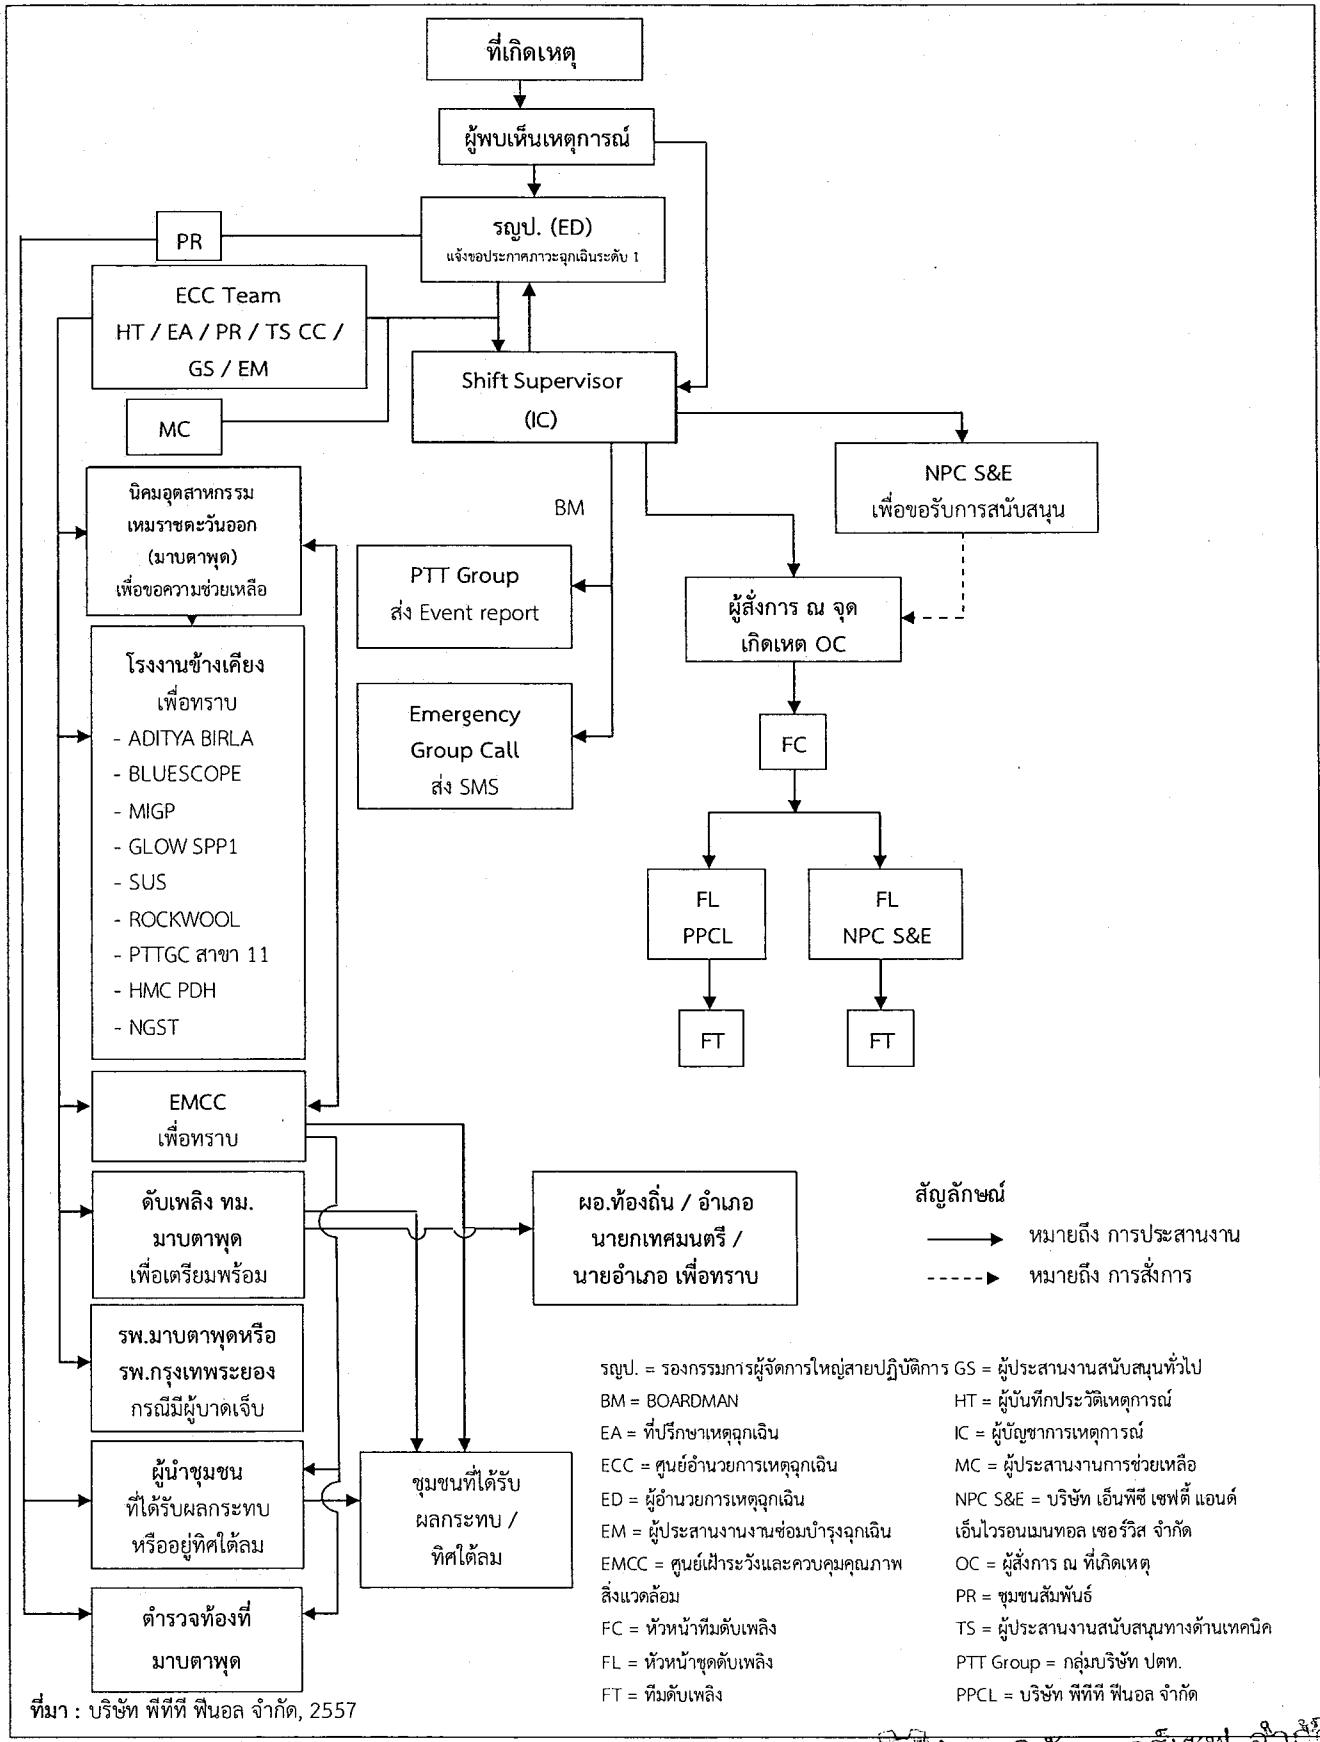 ที่เกิดเหตุ
ผู้พบเห็นเหตุการณ์
รญป. (ED)
แจ้งขอประกาศภาวะฉุกเฉินระดับ 1
PR
ECC Team
HT / EA / PR / TS CC /
GS / EM
MC
Shift Supervisor
(IC)
NPC S&E
เพื่อขอรับการสนับสนุน
นิคมอุตสาหกรรม
เหมราชตะวันออก
(มาบตาพุด)
เพื่อขอความช่วยเหลือ
BM
PTT Group
ส่ง Event report
ผู้สั่งการ ณ จุด
เกิดเหต OC
โรงงานข้างเคียง
เพื่อทราบ
- ADITYA BIRLA
- BLUESCOPE
- MIGP
- GLOW SPP1
- SUS
- ROCKWOOL
- PTTGC สาขา 11
- HMC PDH
- NGST
Emergency
Group Call
ส่ง SMS
FC
FL
PPCL
FL
NPC S&E
FT
FT
EMCC
เพื่อทราบ
ดับเพลิง ทม.
มาบตาพุด
เพื่อเตรียมพร้อม
ผอ.ท้องถิ่น / อำเภอ
นายกเทศมนตรี /
นายอำเภอ เพื่อทราบ
สัญลักษณ์
หมายถึง การประสานงาน
หมายถึง การสั่งการ
รพ.มาบตาพุดหรือ
รพ.กรุงเทพระยอง
กรณีมีผู้บาดเจ็บ
ผู้นำชุมชน
ที่ได้รับผลกระทบ
หรืออยู่ทิศใต้ลม
ชุมชนที่ได้รับ
ผลกระทบ /
ทิศใต้ลม
ตำรวจท้องที่
มาบตาพุด
รญป. = รองกรรมการผู้จัดการใหญ่สายปฏิบัติการ
BM = BOARDMAN
EA = ที่ปรึกษาเหตุฉุกเฉิน
ECC = ศูนย์อำนวยการเหตุฉุกเฉิน
ED = ผู้อำนวยการเหตุฉุกเฉิน
EM = ผู้ประสานงานงานซ่อมบำรุงฉุกเฉิน
EMCC = ศูนย์เฝ้าระวังและควบคุมคุณภาพ
สิ่งแวดล้อม
FC = หัวหน้าทีมดับเพลิง
FL = หัวหน้าชุดดับเพลิง
FT = ทีมดับเพลิง
GS = ผู้ประสานงานสนับสนุนทั่วไป
HT = ผู้บันทึกประวัติเหตุการณ์
IC = ผู้บัญชาการเหตุการณ์
MC = ผู้ประสานงานการช่วยเหลือ
NPC S&E = บริษัท เอ็นพีซี เซฟตี้ แอนด์
เอ็นไวรอนเมนทอล เซอร์วิส จำกัด
OC = ผู้สั่งการ ณ ที่เกิดเหตุ
PR = ชุมชนสัมพันธ์
TS = ผู้ประสานงานสนับสนุนทางด้านเทคนิค
PTT Group = กลุ่มบริษัท ปตท.
PPCL = บริษัท พีทีที ฟีนอล จำกัด
ที่มา : บริษัท พีทีที ฟีนอล จำกัด, 2557